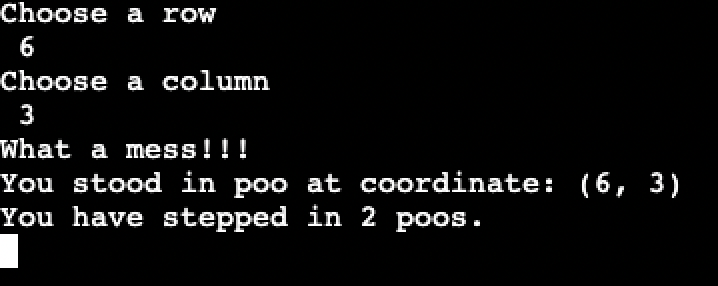 Choose a row
6
Choose a column
3
What a mess!!!
You stood in poo at coordinate: (6, 3)
You have stepped in 2 poos.